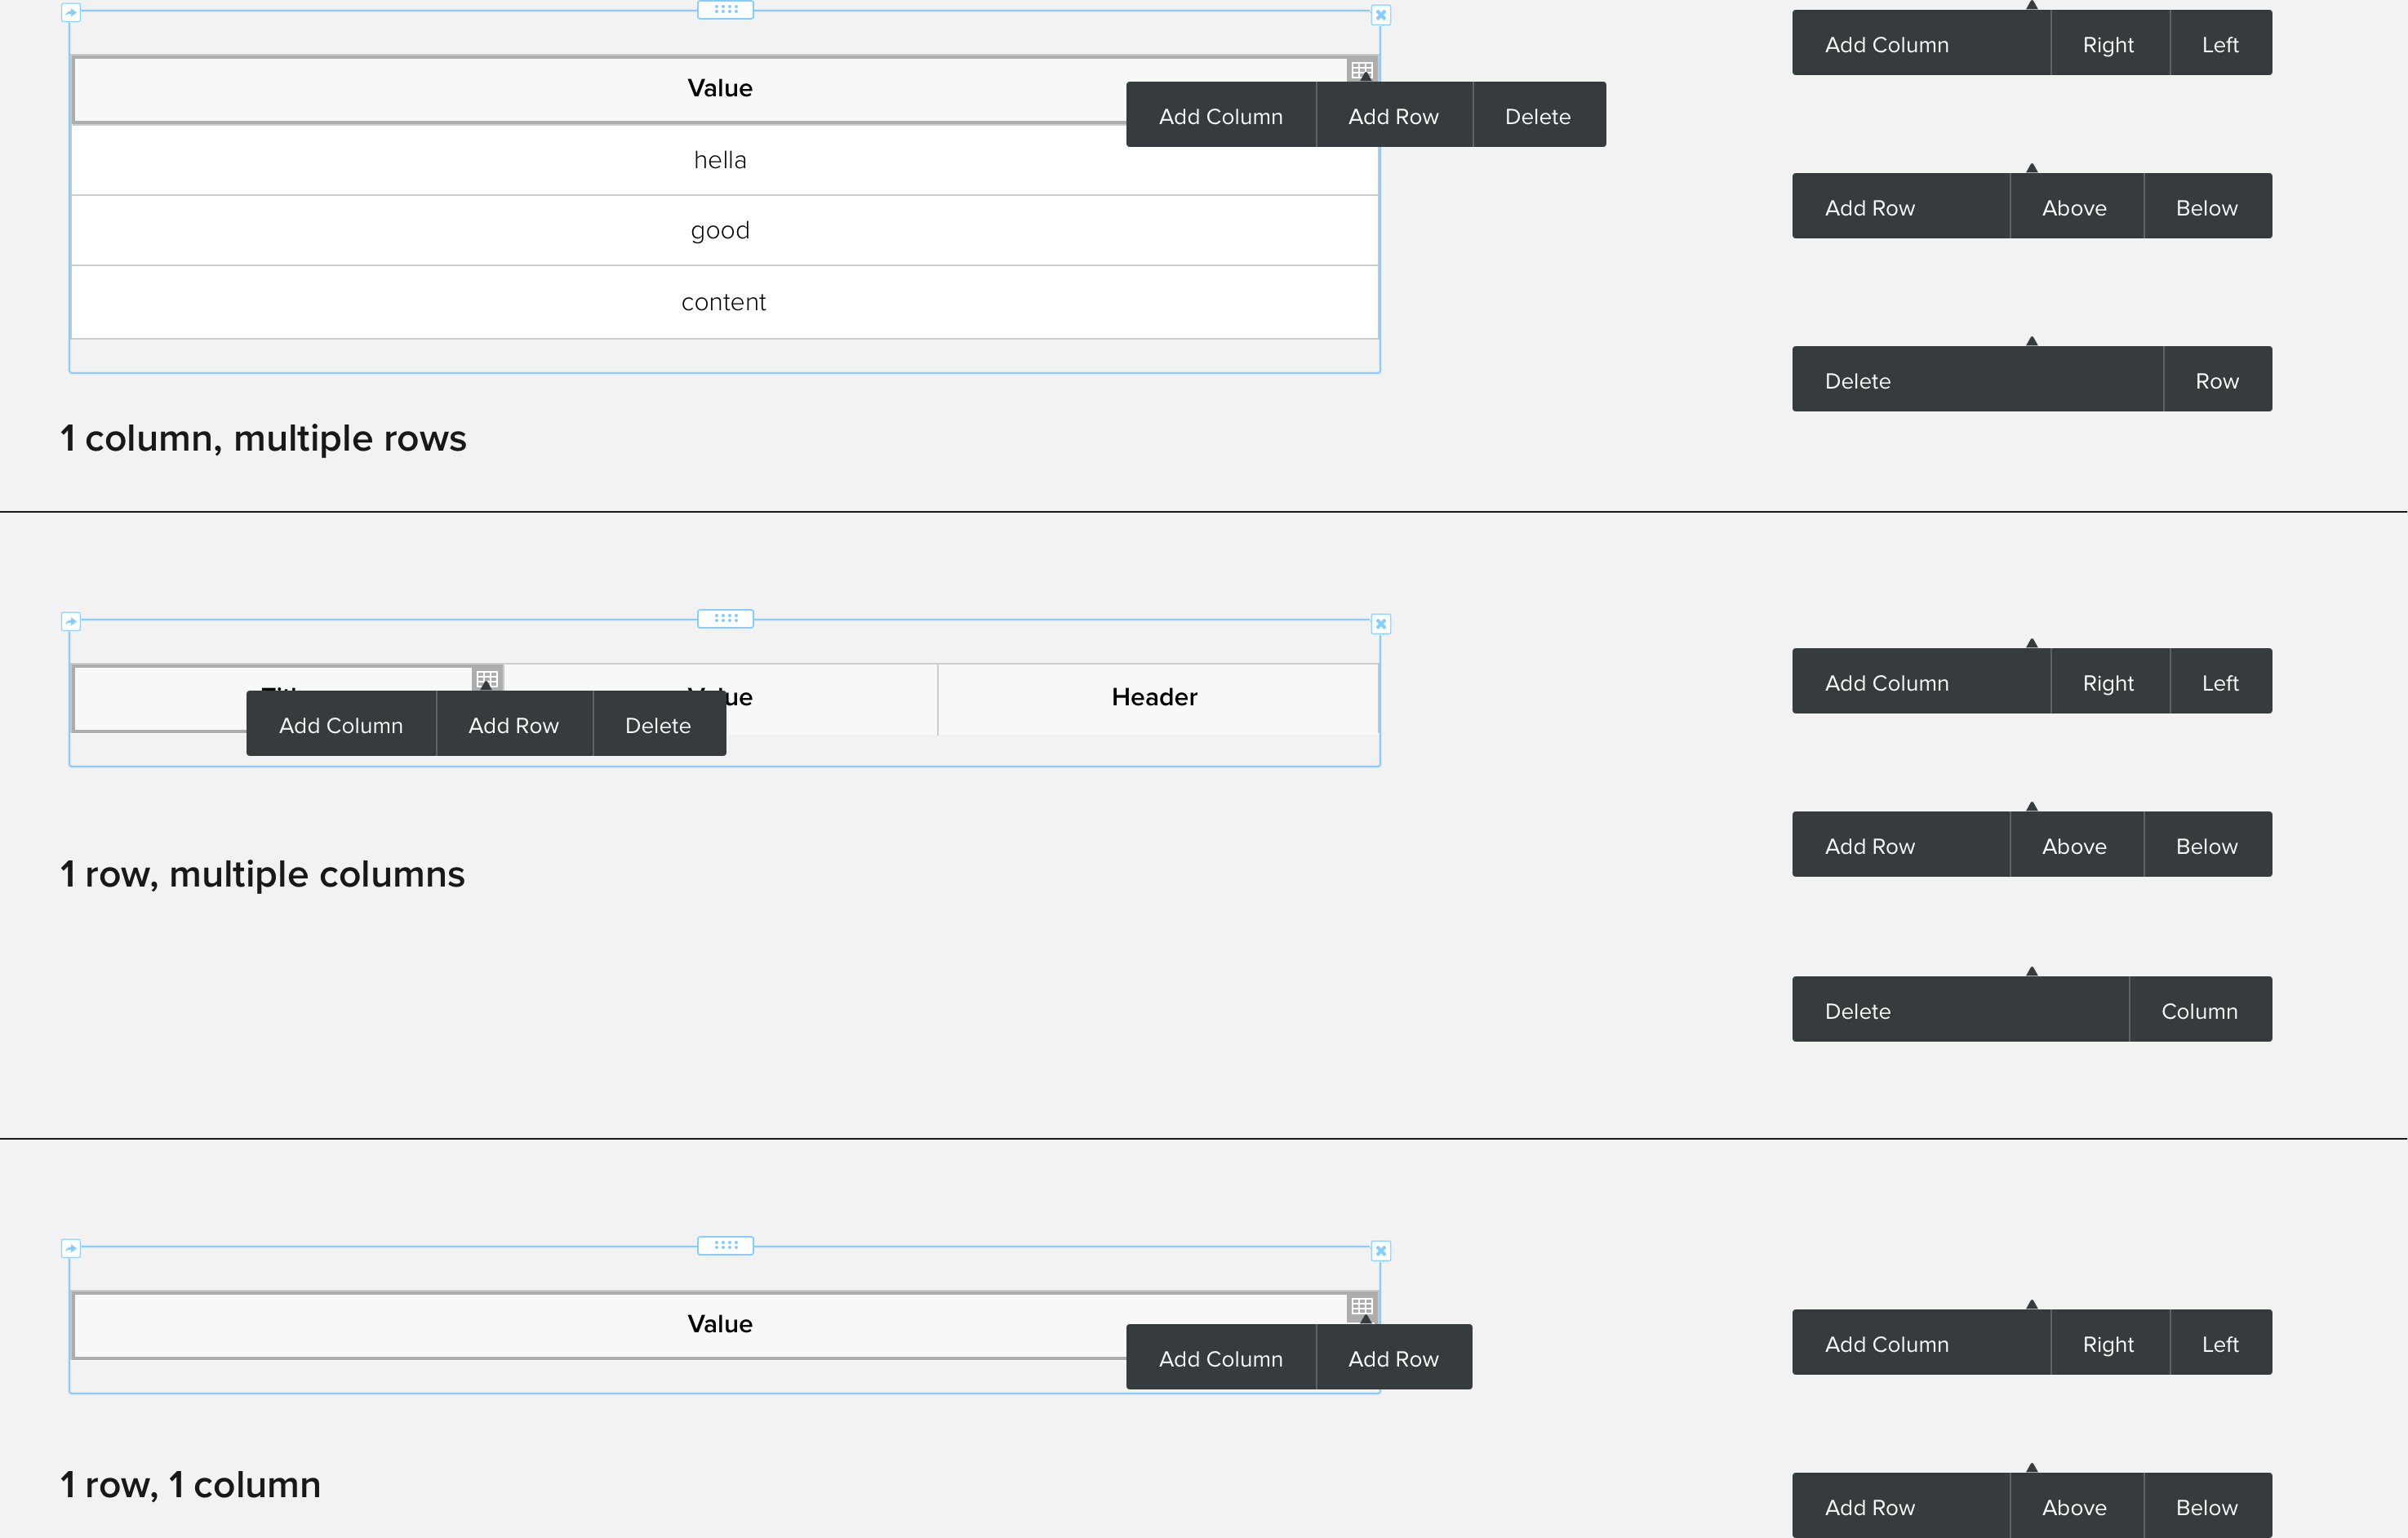 Value
Add Column Add Row Delete
hella
good
content
1 column, multiple rows
Add Column Right Left
Add Row Above Below
Delete Row
Value Header
Add Column Add Row Delete
1 row, multiple columns
Add Column Right Left
Add Row Above Below
Delete Column
Value
Add Column Add Row
1 row, 1 column
Add Column Right Left
Add Row Above Below